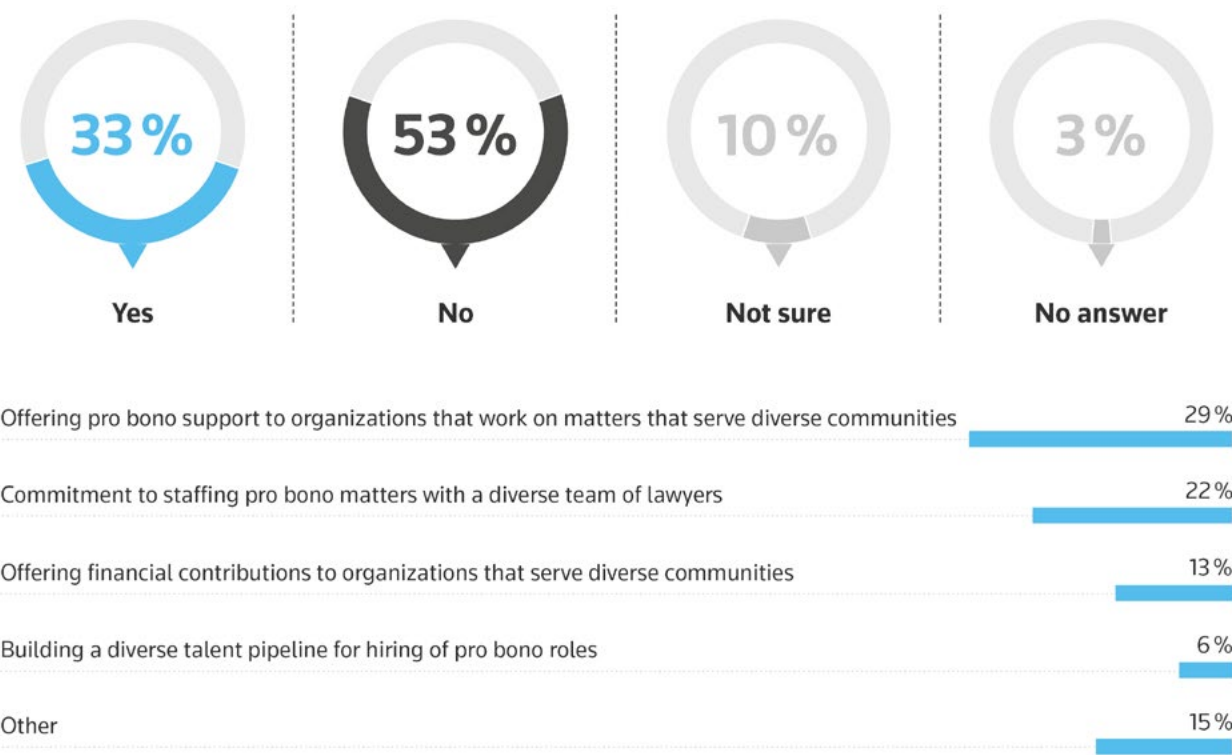 33 %
53 %
10 %
3 %
Yes
No
Not sure
No answer
Offering pro bono support to organizations that work on matters that serve diverse communities
29 %
Commitment to staffing pro bono matters with a diverse team of lawyers
22 %
Offering financial contributions to organizations that serve diverse communities
13 %
Building a diverse talent pipeline for hiring of pro bono roles
6 %
Other
15 %